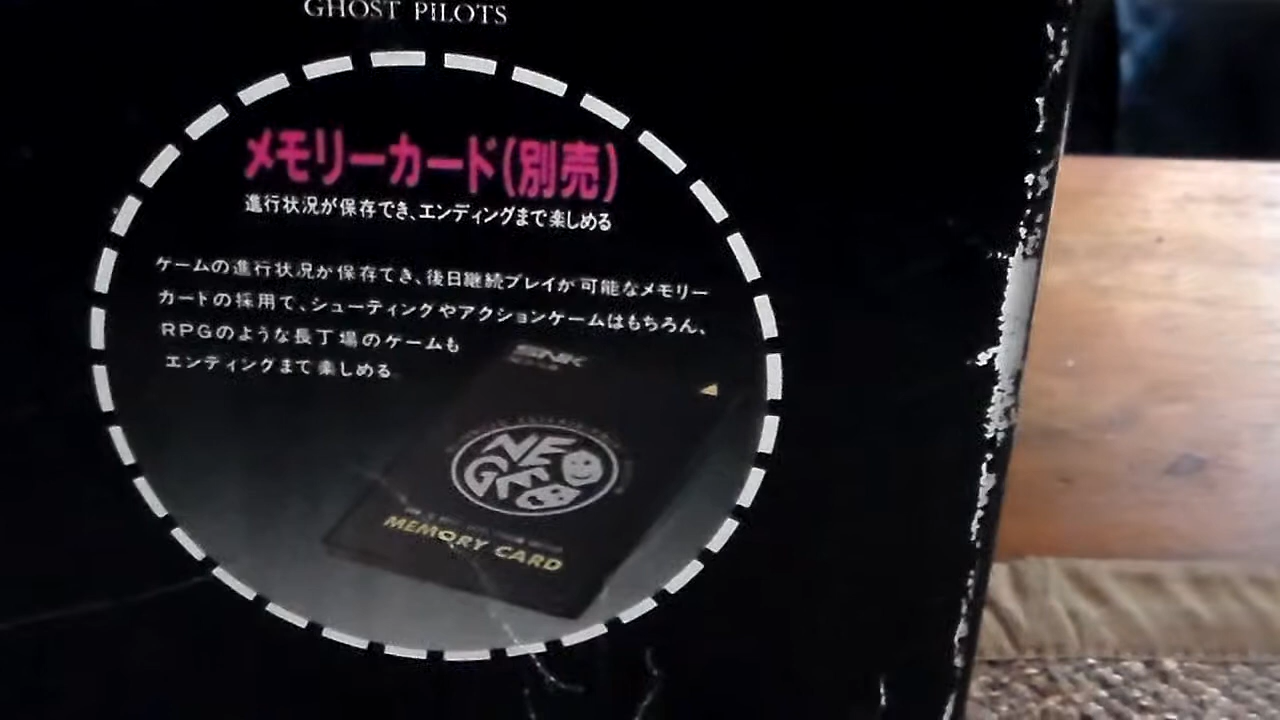 GHOST PILOTS
メモリーカード(別売)
進行状況が保存でき、エンディングまで楽しめる
ケームの進行状況が保存でき、後日継続プレイが可能なメモリー
カードの採用で、シューティングやアクションゲームはもちろん、
RPGのような長丁場のゲームも
エンディングまで楽しめる
SNK
NEO
GEO
MEMORY CARD